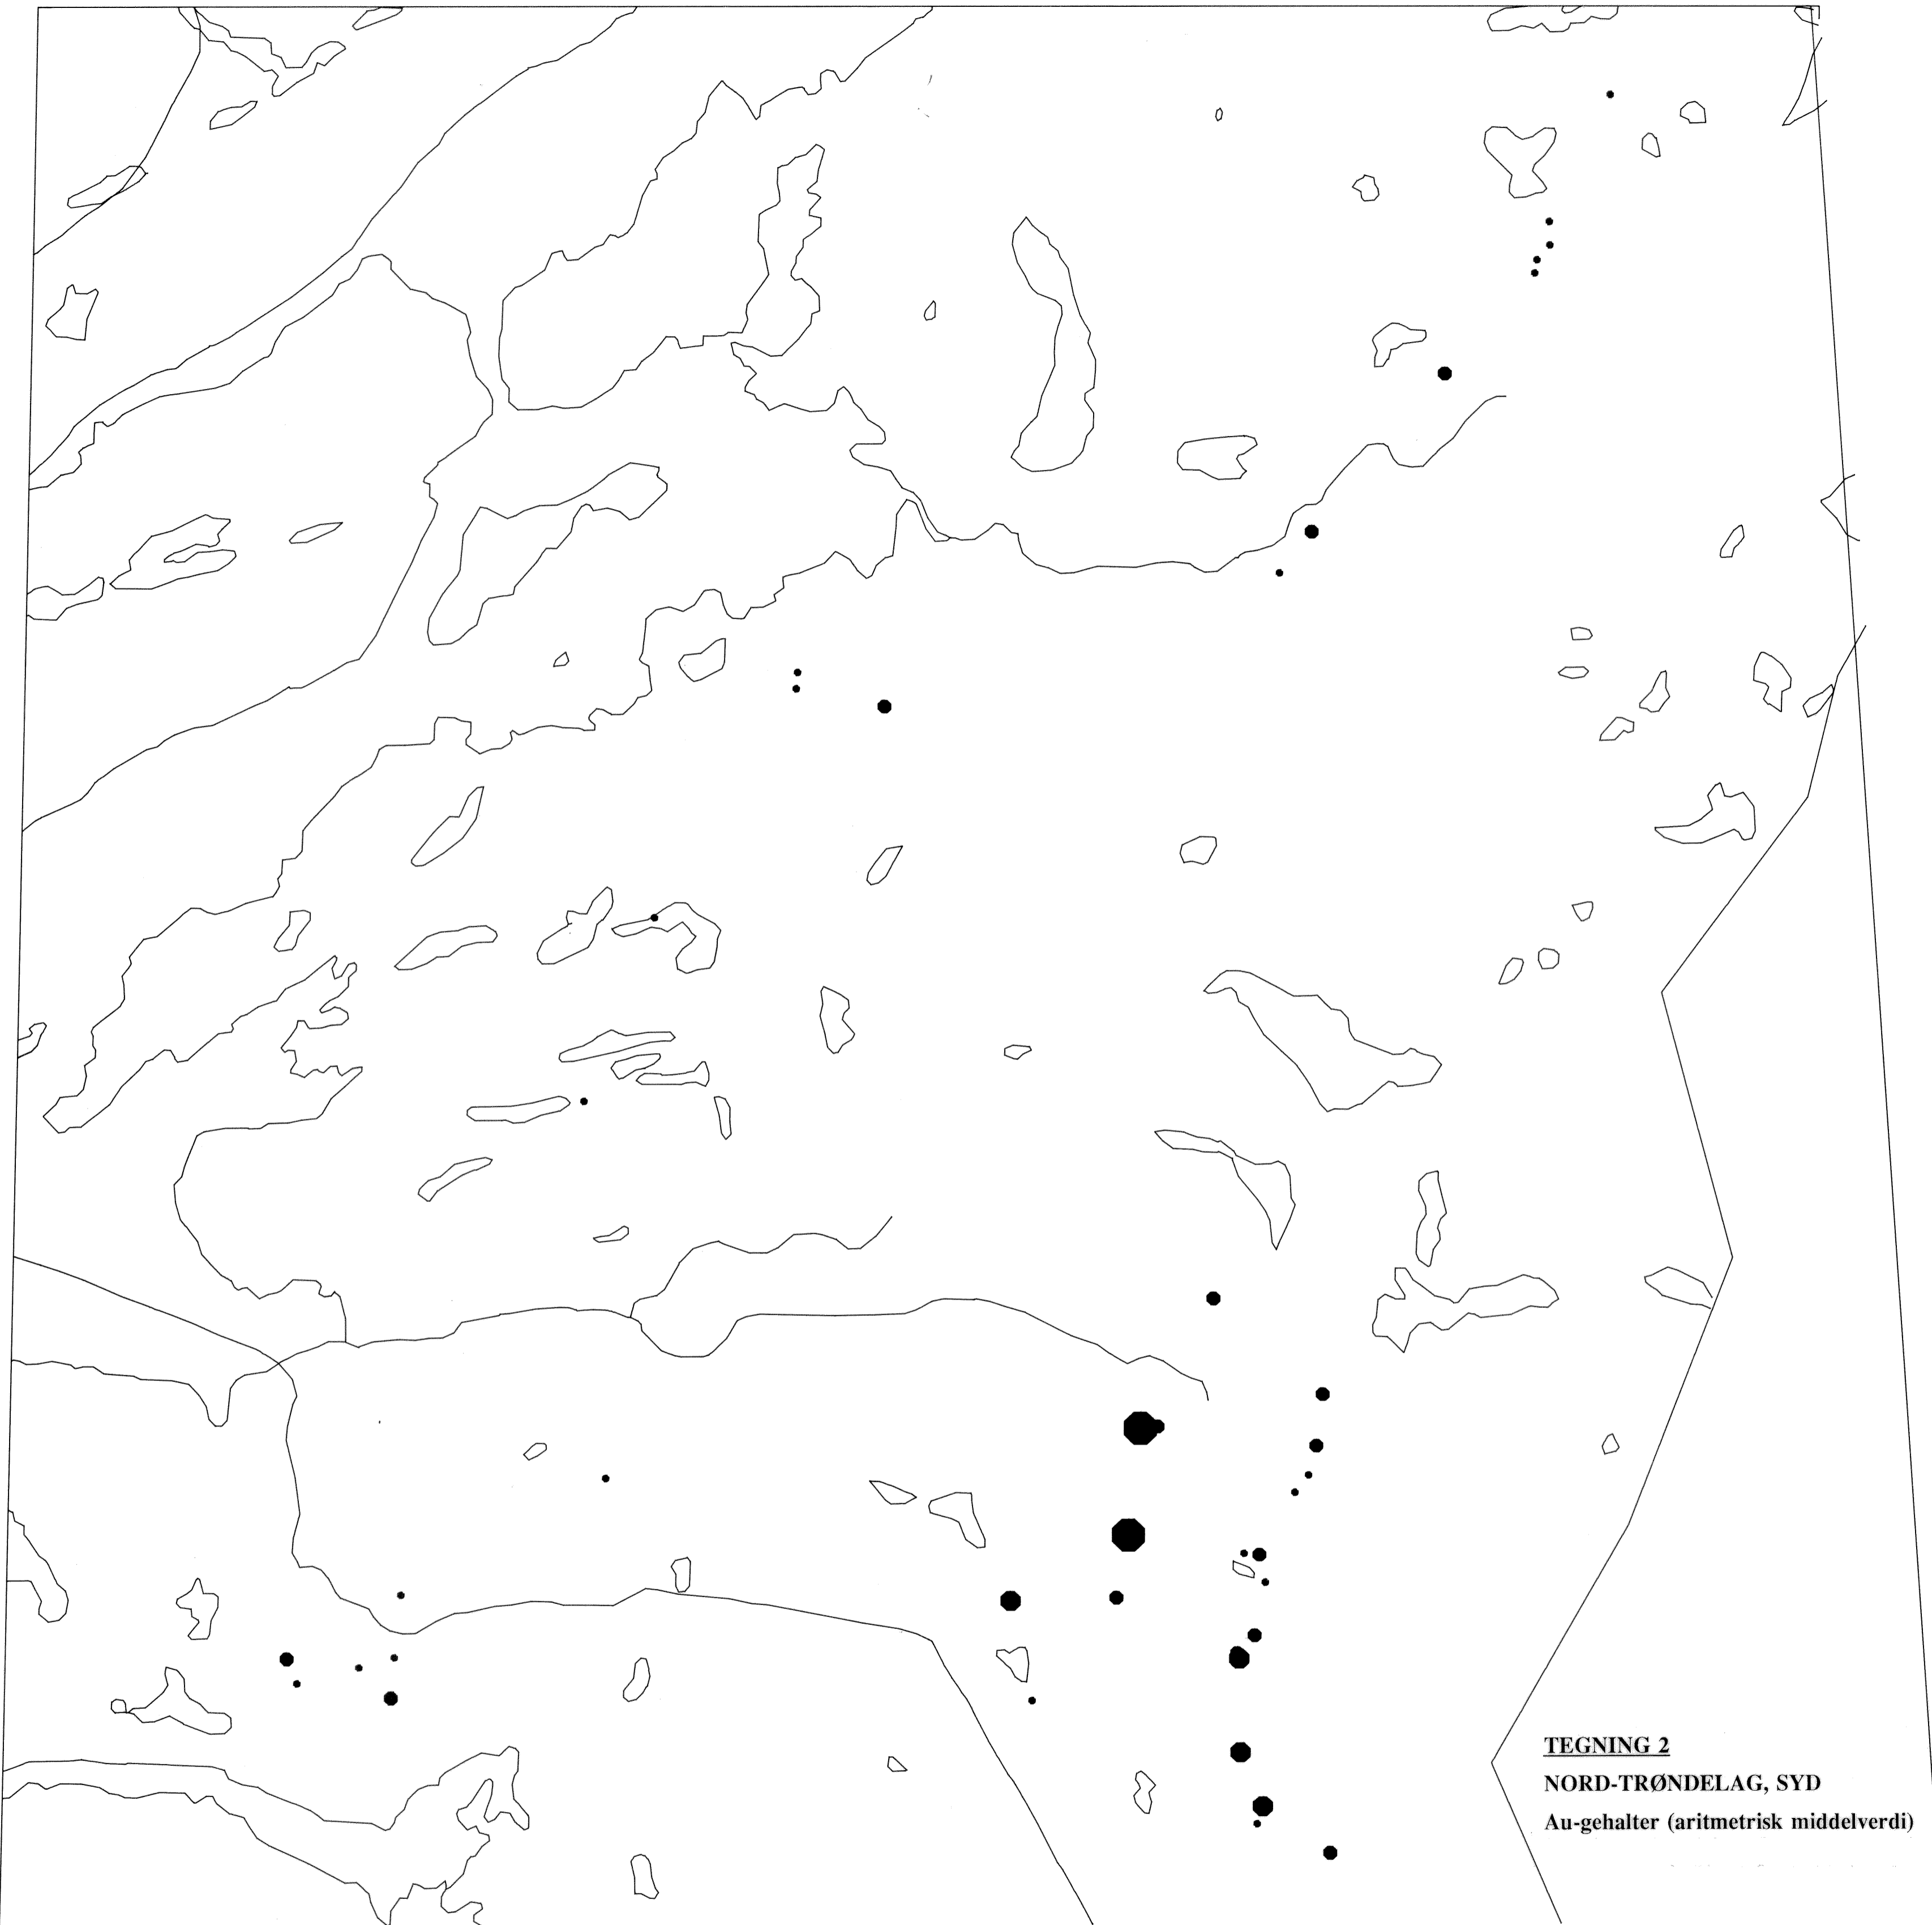 TEGNING 2
NORD-TRØNDELAG, SYD
Au-gehalter (aritmetrisk middelverdi)